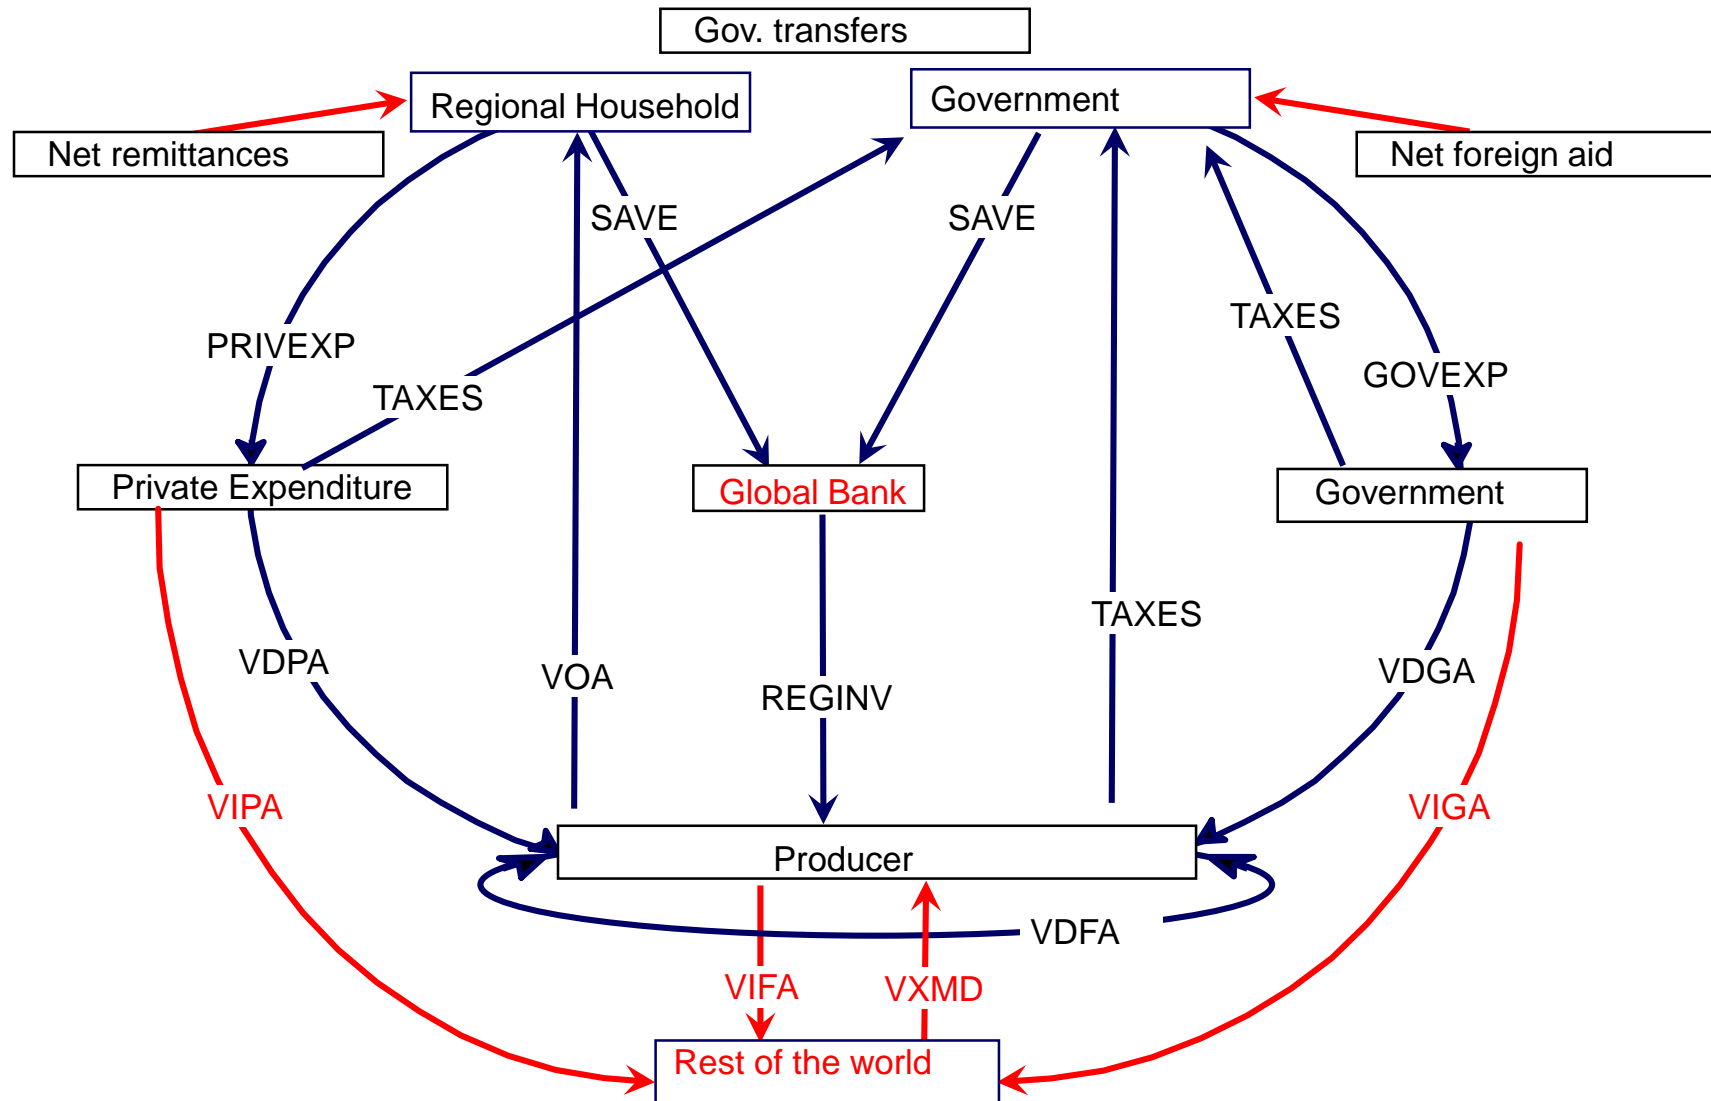 Gov. transfers
Regional Household
Government
Net remittances
Net foreign aid
SAVE
SAVE
TAXES
PRIVEXP
GOVEXP
TAXES
Private Expenditure
Global Bank
Government
TAXES
VDPA
VOA
VDGA
REGINV
VIPA
VIGA
Producer
VDFA
VIFA
VXMD
Rest of the world